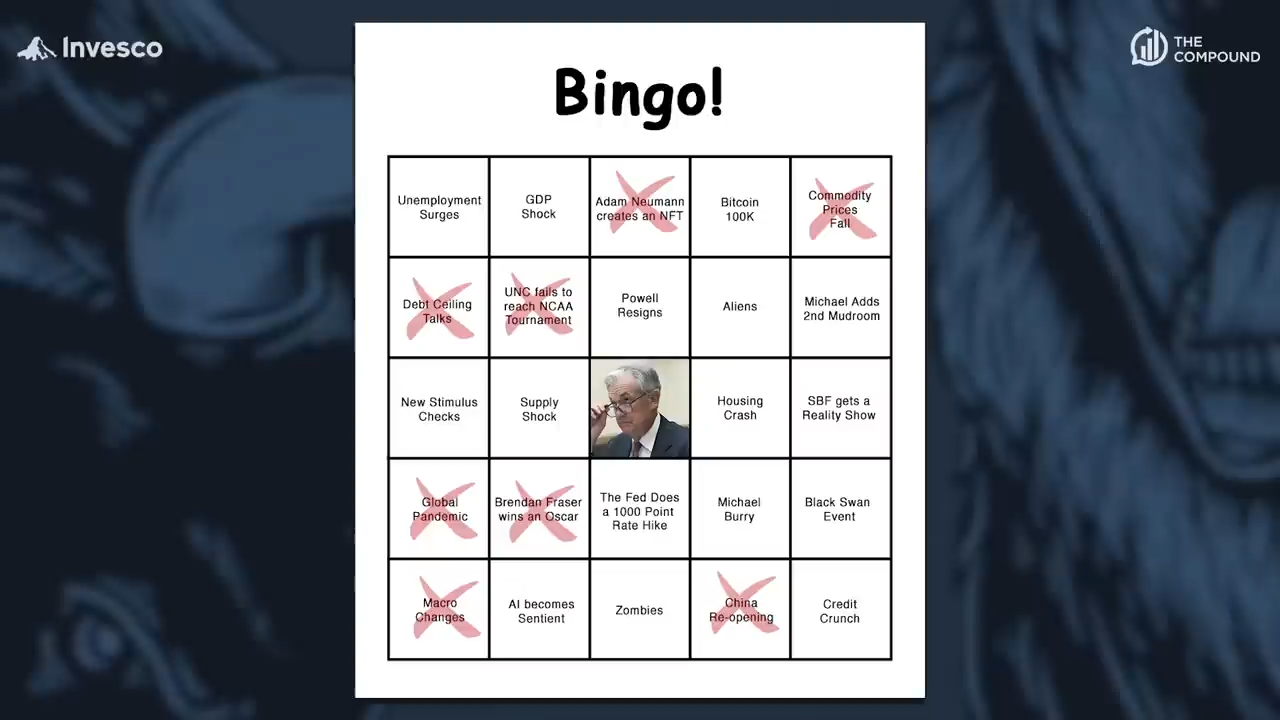 Invesco
THE
COMPOUND
Bingo!
Unemployment
Surges
GDP
Shock
Adam Neumann
creates an NFT
Bitcoin
100K
Commodity
Prices
Fall
Debt Ceiling
Talks
UNC fails to
reach NCAA
Tournament
Powell
Resigns
Aliens
Michael Adds
2nd Mudroom
New Stimulus
Checks
Supply
Shock
Housing
Crash
SBF gets a
Reality Show
Global
Pandemic
Brendan Fraser
wins an Oscar
The Fed Does
a 1000 Point
Rate Hike
Michael
Burry
Black Swan
Event
Macro
Changes
AI becomes
Sentient
Zombies
China
Re-opening
Credit
Crunch